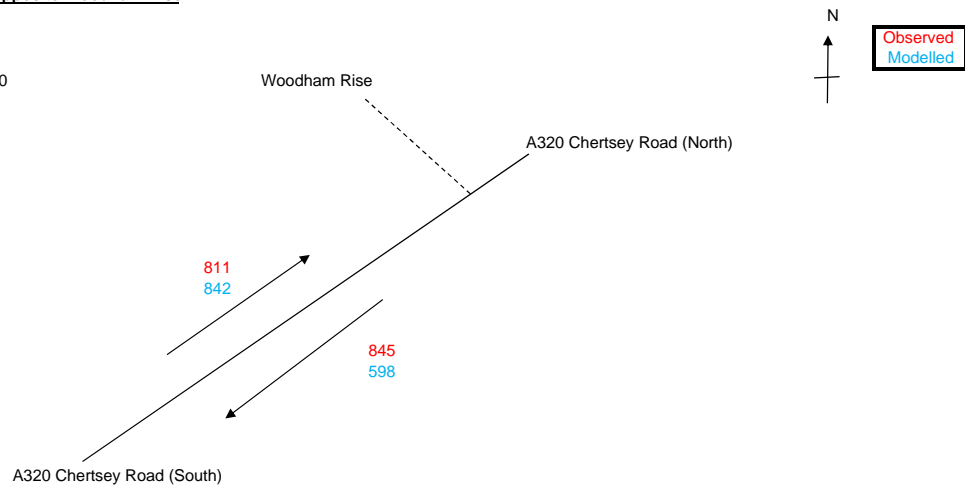 N
Observed
Modelled
0
Woodham Rise
A320 Chertsey Road (North)
811
842
845
598
A320 Chertsey Road (South)